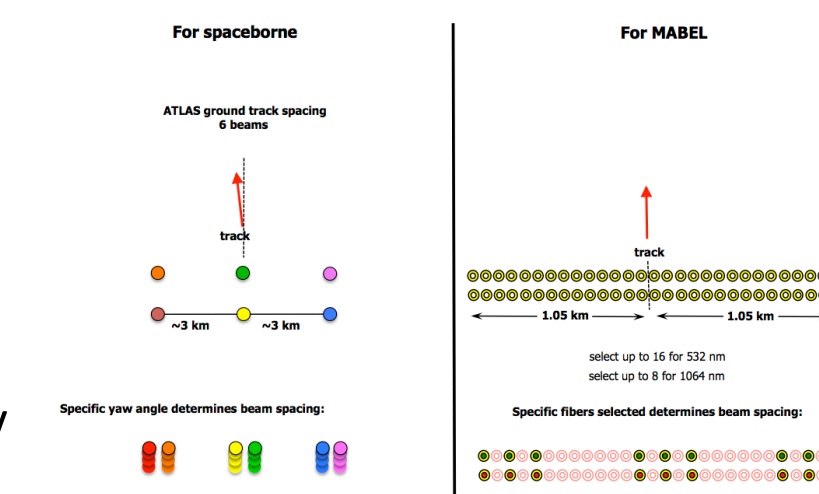 For spaceborne
ATLAS ground track spacing
6 beams
track
~3 km
~3 km
Specific yaw angle determines beam spacing:
For MABEL
track
1.05 km
1.05 km
select up to 16 for 532 nm
select up to 8 for 1064 nm
Specific fibers selected determines beam spacing: